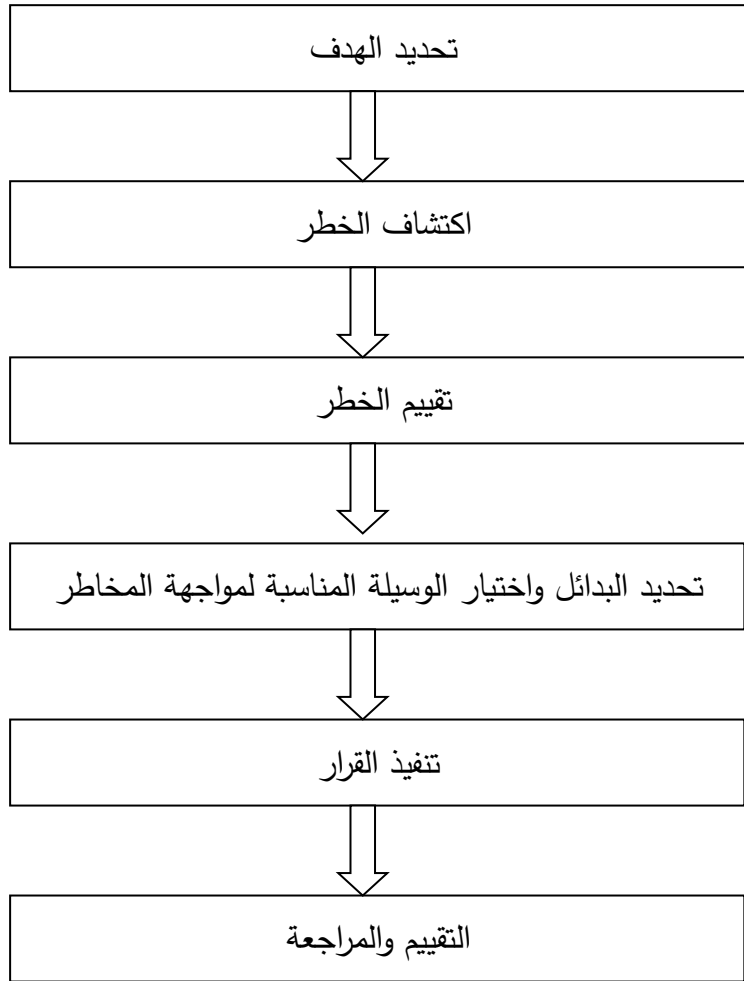 تحديد الهدف
اكتشاف الخطر
تقييم الخطر
تحديد البدائل واختيار الوسيلة المناسبة لمواجهة المخاطر
تنفيذ القرار
التقييم والمراجعة